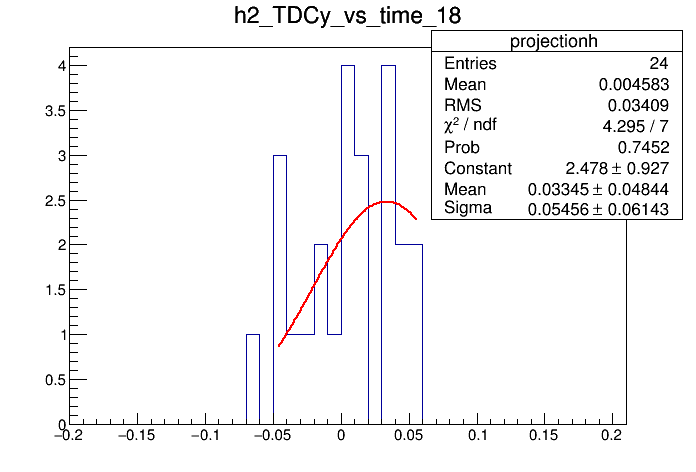 h2_TDCy_vs_time_18
projectionh
Entries 24
Mean 0.004583
RMS 0.03409
χ² / ndf 4.295 / 7
Prob 0.7452
Constant 2.478 ± 0.927
Mean 0.03345 ± 0.04844
Sigma 0.05456 ± 0.06143
4
3.5
3
2.5
2
1.5
1
0.5
0
−0.2 −0.15 −0.1 −0.05 0 0.05 0.1 0.15 0.2